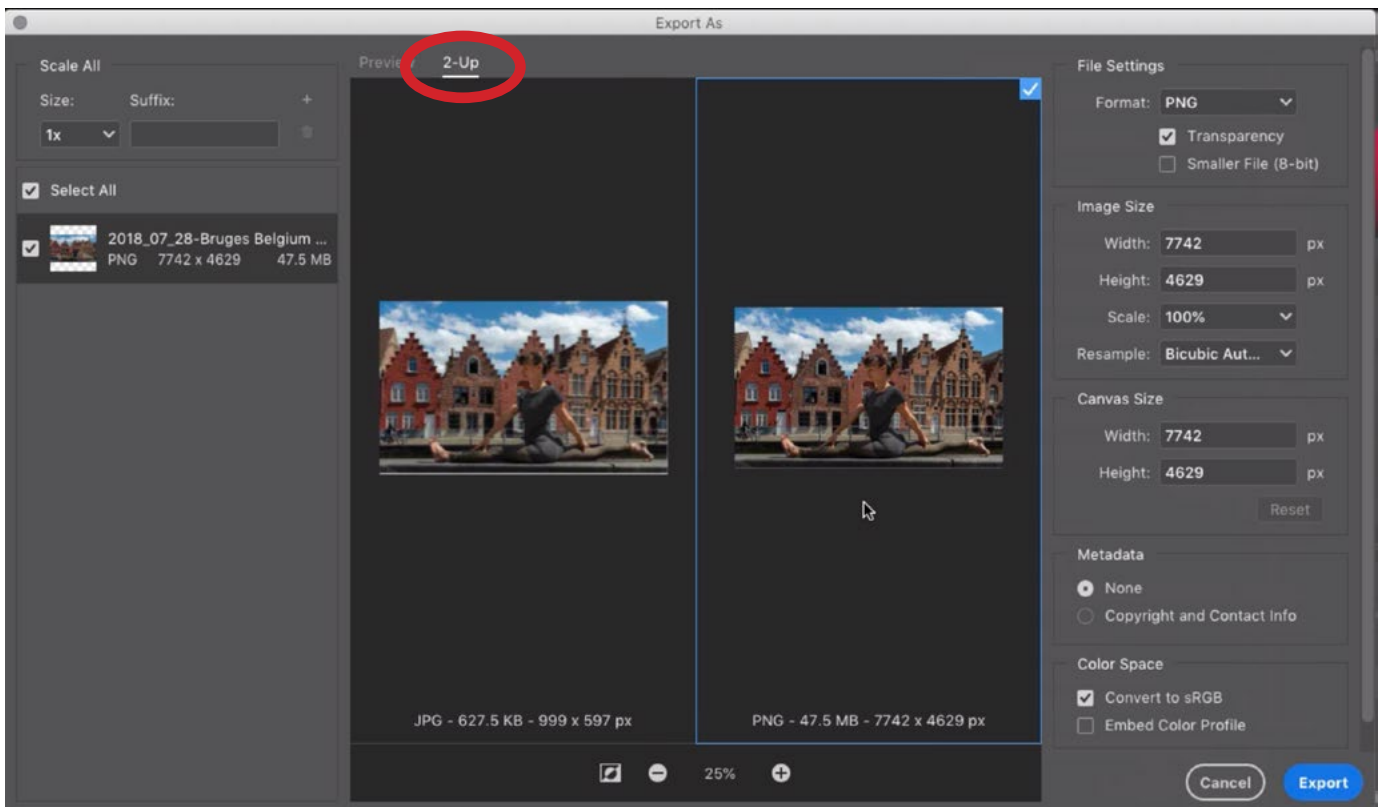 Export As
Scale All
Size: Suffix: +
1x
Select All
2018_07_28-Bruges Belgium ...
PNG 7742 x 4629 47.5 MB
Preview 2-Up
JPG - 627.5 KB - 999 x 597 px
PNG - 47.5 MB - 7742 x 4629 px
25%
File Settings
Format: PNG
Transparency
Smaller File (8-bit)
Image Size
Width: 7742 px
Height: 4629 px
Scale: 100%
Resample: Bicubic Aut...
Canvas Size
Width: 7742 px
Height: 4629 px
Reset
Metadata
None
Copyright and Contact Info
Color Space
Convert to sRGB
Embed Color Profile
Cancel Export